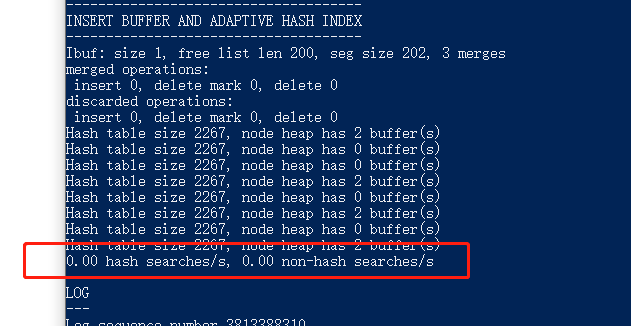 -------------------------------------
INSERT BUFFER AND ADAPTIVE HASH INDEX
-------------------------------------
Ibuf: size 1, free list len 200, seg size 202, 3 merges
merged operations:
 insert 0, delete mark 0, delete 0
discarded operations:
 insert 0, delete mark 0, delete 0
Hash table size 2267, node heap has 2 buffer(s)
Hash table size 2267, node heap has 0 buffer(s)
Hash table size 2267, node heap has 0 buffer(s)
Hash table size 2267, node heap has 2 buffer(s)
Hash table size 2267, node heap has 0 buffer(s)
Hash table size 2267, node heap has 2 buffer(s)
Hash table size 2267, node heap has 0 buffer(s)
Hash table size 2267, node heap has 2 buffer(s)
0.00 hash searches/s, 0.00 non-hash searches/s
---
LOG
---
Log sequence number 3813388310